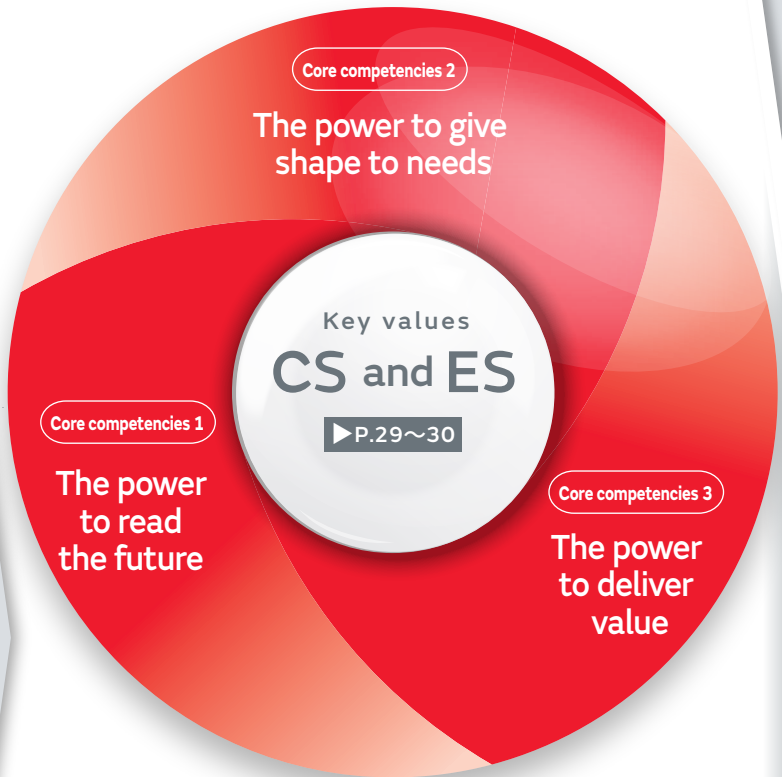 Core competencies 2
The power to give
shape to needs
Key values
CS and ES
▶P.29～30
Core competencies 1
The power
to read
the future
Core competencies 3
The power
to deliver
value